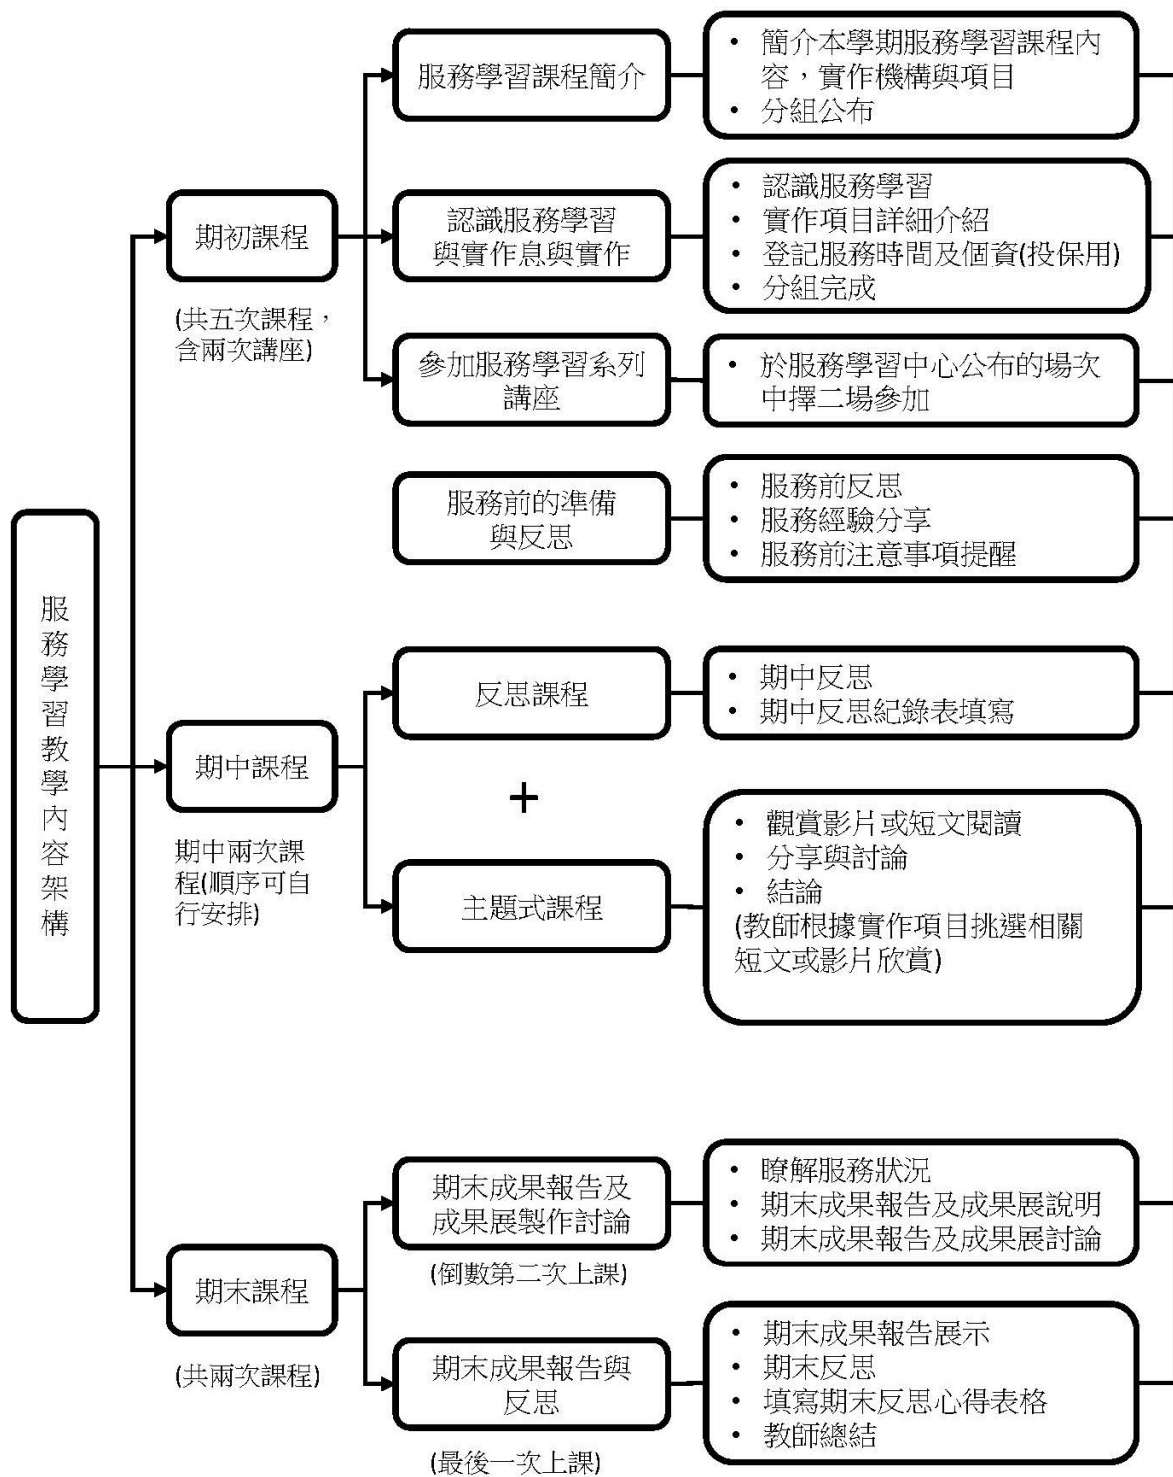 服務學習教學內容架構
期初課程
(共五次課程，
含兩次講座)
服務學習課程簡介
• 簡介本學期服務學習課程內
容，實作機構與項目
• 分組公布
認識服務學習
與實作息與實作
• 認識服務學習
• 實作項目詳細介紹
• 登記服務時間及個資(投保用)
• 分組完成
參加服務學習系列
講座
• 於服務學習中心公布的場次
中擇二場參加
服務前的準備
與反思
• 服務前反思
• 服務經驗分享
• 服務前注意事項提醒
期中課程
期中兩次課
程(順序可自
行安排)
反思課程
• 期中反思
• 期中反思紀錄表填寫
+
主題式課程
• 觀賞影片或短文閱讀
• 分享與討論
• 結論
(教師根據實作項目挑選相關
短文或影片欣賞)
期末課程
(共兩次課程)
期末成果報告及
成果展製作討論
(倒數第二次上課)
• 瞭解服務狀況
• 期末成果報告及成果展說明
• 期末成果報告及成果展討論
期末成果報告與
反思
(最後一次上課)
• 期末成果報告展示
• 期末反思
• 填寫期末反思心得表格
• 教師總結